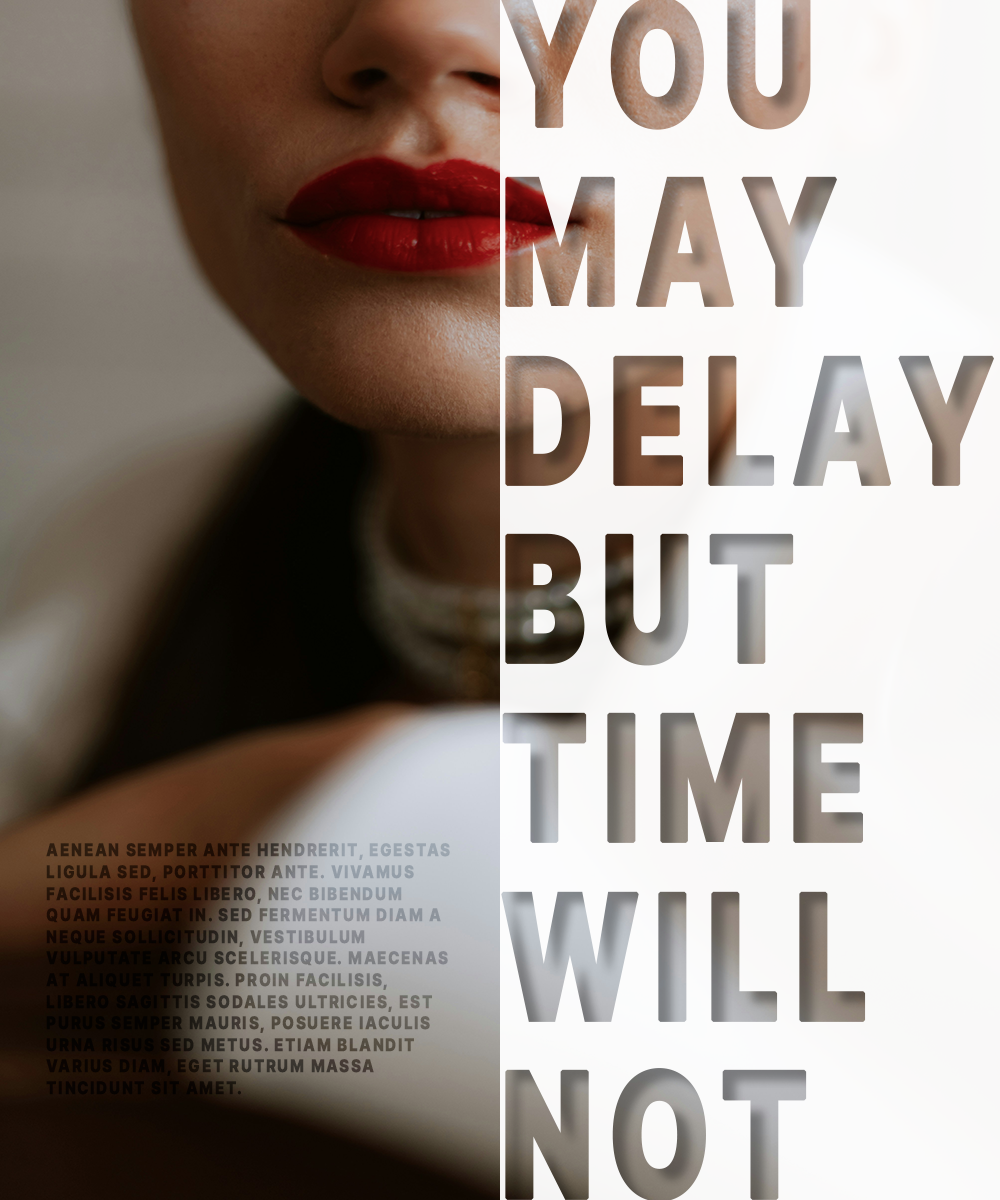 YOU
MAY
DELAY
BUT
TIME
WILL
NOT
AENEAN SEMPER ANTE HENDRERIT, EGESTAS
LIGULA SED, PORTTITOR ANTE. VIVAMUS
FACILISIS FELIS LIBERO, NEC BIBENDUM
QUAM FEUGIAT IN. SED FERMENTUM DIAM A
NEQUE SOLLICITUDIN, VESTIBULUM
VULPUTATE ARCU SCELERISQUE. MAECENAS
AT ALIQUET TURPIS. PROIN FACILISIS,
LIBERO SAGITTIS SODALES ULTRICIES, EST
PURUS SEMPER MAURIS, POSUERE IACULIS
URNA RISUS SED METUS. ETIAM BLANDIT
VARIUS DIAM, EGET RUTRUM MASSA
TINCIDUNT SIT AMET.